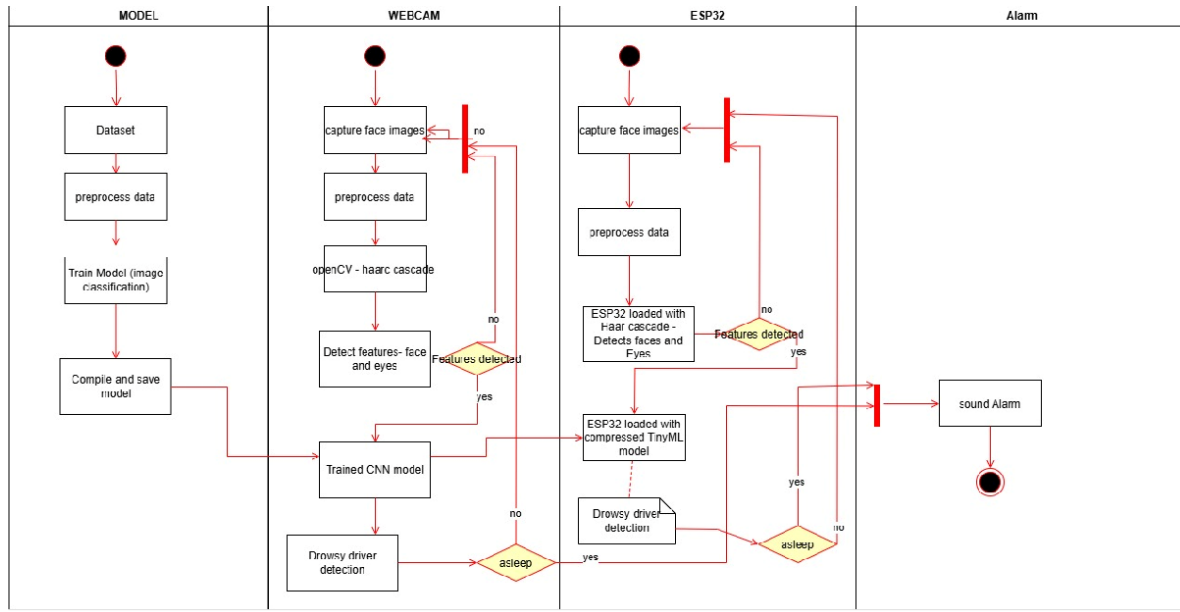 MODEL
WEBCAM
ESP32
Alarm
Dataset
preprocess data
Train Model (image
classification)
Compile and save
model
capture face images
no
preprocess data
openCV - haarc cascade
Detect features- face
and eyes
Features detected
no
yes
Trained CNN model
Drowsy driver
detection
asleep
no
yes
capture face images
preprocess data
ESP32 loaded with
Haar cascade -
Detects faces and
Eyes
Features detected
no
yes
ESP32 loaded with
compressed TinyML
model
Drowsy driver
detection
asleep
yes
no
sound Alarm